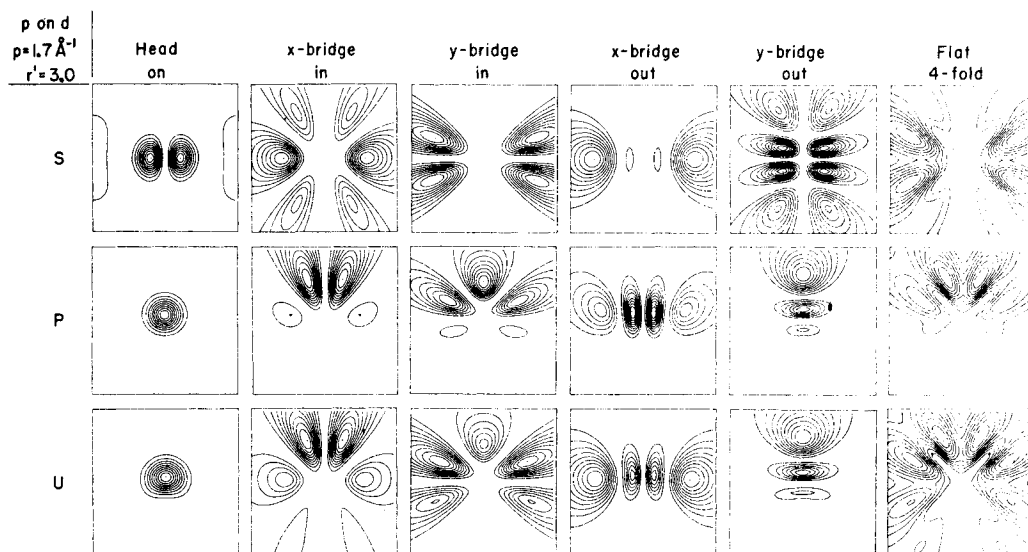 p on d
p=1.7 Å⁻¹
r'=3.0
Head on
x-bridge in
y-bridge in
x-bridge out
y-bridge out
Flat 4-fold
S
P
U